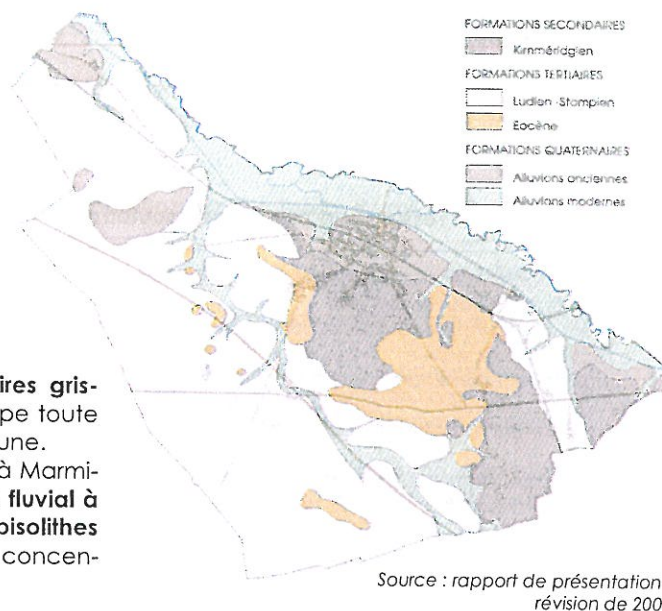 FORMATIONS SECONDAIRES
Kimméridgien
FORMATIONS TERTIAIRES
Ludien - Stampien
Eocène
FORMATIONS QUATERNAIRES
Alluvions anciennes
Alluvions modernes
ires gris-
pe toute
une.
à Marmi-
fluvial à
pisolithes
concen-
Source : rapport de présentation
révision de 200